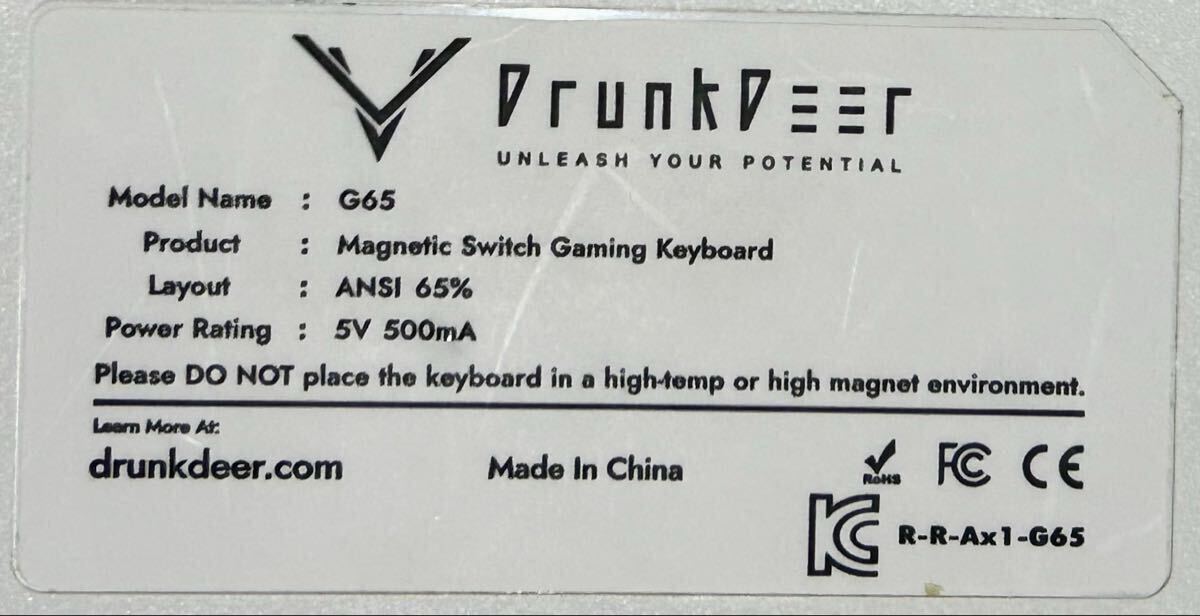 DrunkDeer
UNLEASH YOUR POTENTIAL
Model Name : G65
Product : Magnetic Switch Gaming Keyboard
Layout : ANSI 65%
Power Rating : 5V 500mA
Please DO NOT place the keyboard in a high-temp or high magnet environment.
Learn More At:
drunkdeer.com Made In China RoHS FC CE
KC R-R-Ax1-G65